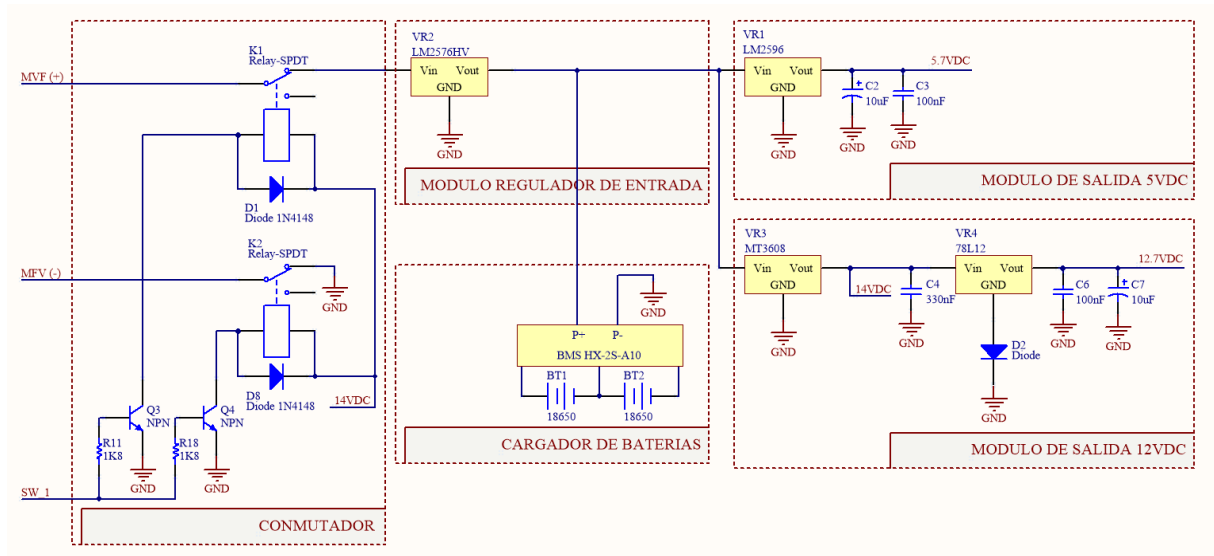 K1
Relay-SPDT
MVF (+)
D1
Diode 1N4148
K2
Relay-SPDT
MFV (-)
GND
D8
Diode 1N4148
14VDC
Q3
NPN
Q4
NPN
R11
1K8
R18
1K8
GND
GND
SW_1
CONMUTADOR
VR2
LM2576HV
Vin
Vout
GND
GND
MODULO REGULADOR DE ENTRADA
GND
P+
P-
BMS HX-2S-A10
BT1
BT2
18650
18650
CARGADOR DE BATERIAS
VR1
LM2596
Vin
Vout
GND
GND
5.7VDC
C2
10uF
C3
100nF
GND
GND
MODULO DE SALIDA 5VDC
VR3
MT3608
Vin
Vout
GND
GND
14VDC
C4
330nF
GND
VR4
78L12
Vin
Vout
GND
D2
Diode
GND
12.7VDC
C6
100nF
C7
10uF
GND
GND
MODULO DE SALIDA 12VDC